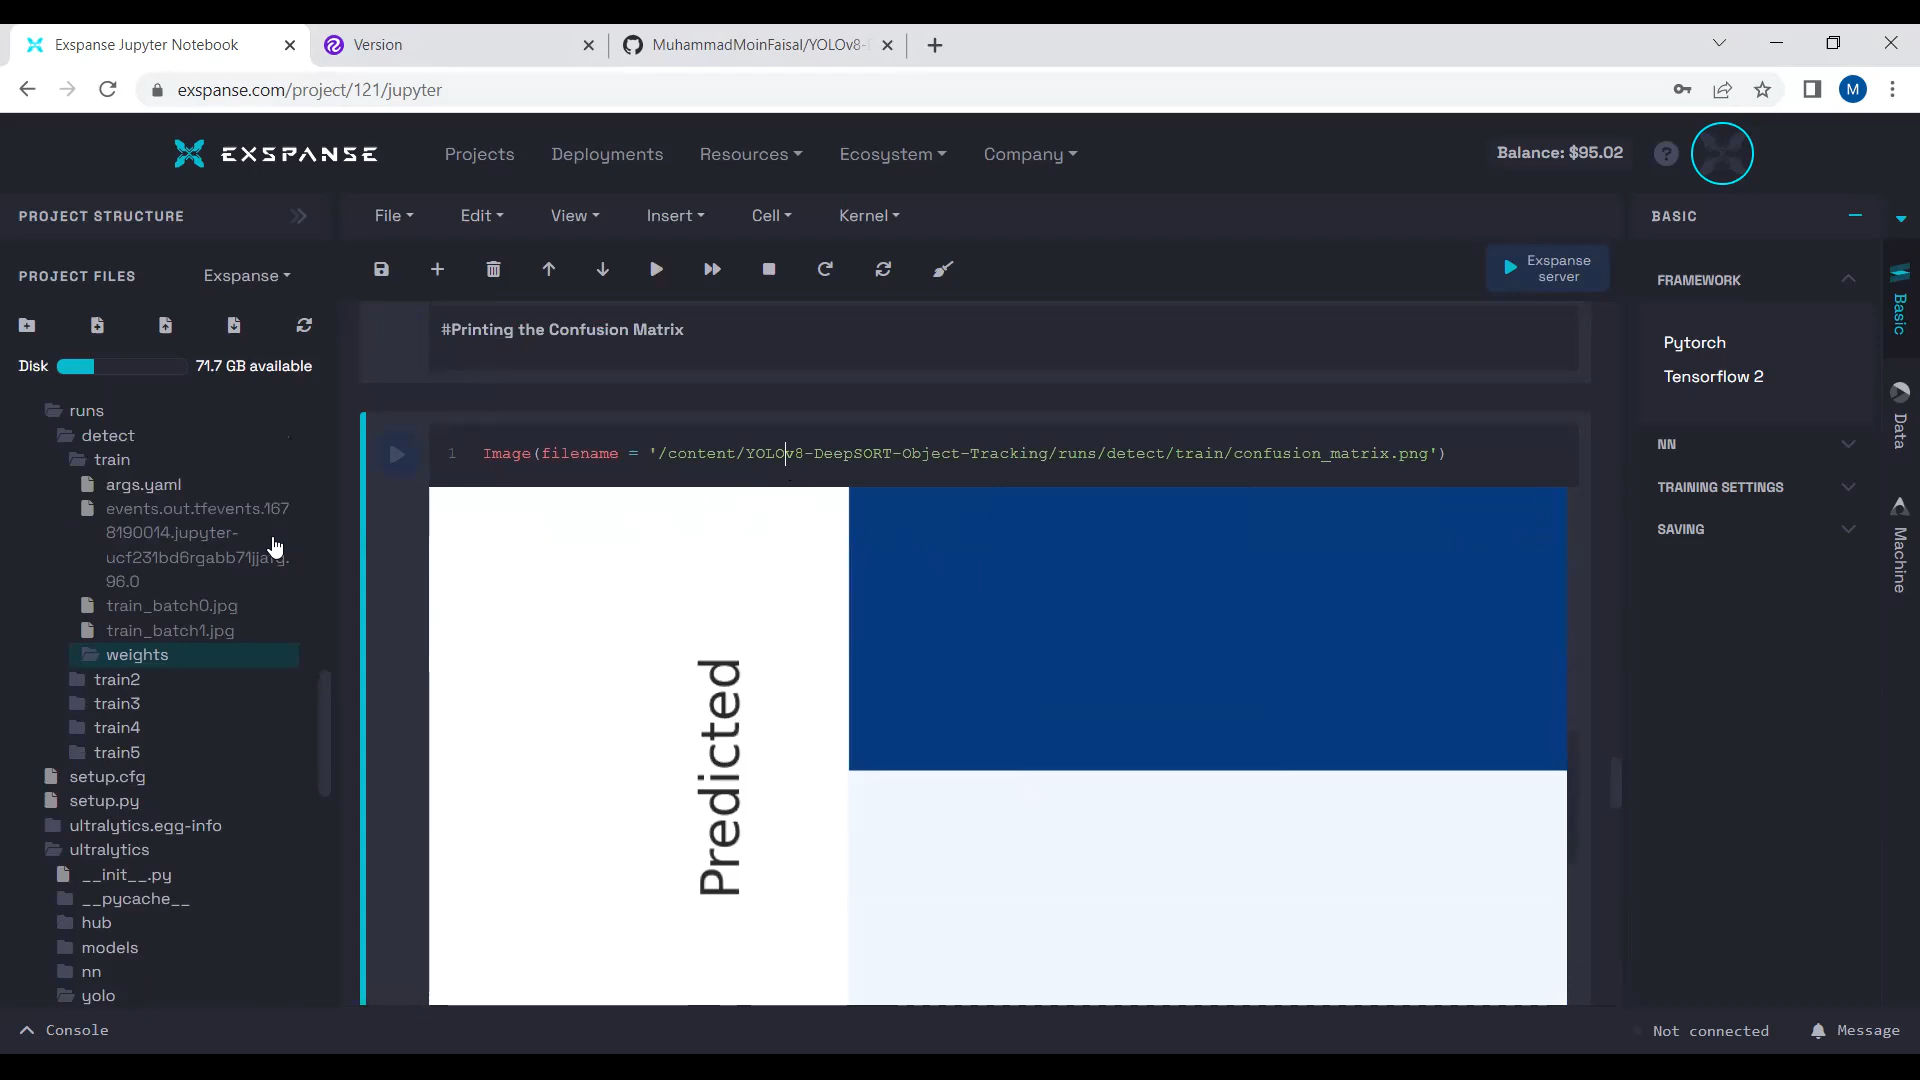 Exspanse Jupyter Notebook
Version
MuhammadMoinFaisal/YOLOv8-
exspanse.com/project/121/jupyter
M
EXSPANSE
Projects
Deployments
Resources
Ecosystem
Company
Balance: $95.02
?
PROJECT STRUCTURE
File
Edit
View
Insert
Cell
Kernel
BASIC
PROJECT FILES
Exspanse
Exspanse
server
FRAMEWORK
Pytorch
Tensorflow 2
NN
TRAINING SETTINGS
SAVING
Basic
Data
Machine
Disk
71.7 GB available
runs
detect
train
args.yaml
events.out.tfevents.167
8190014.jupyter-
ucf231bd6rgabb71jjafg.
96.0
train_batch0.jpg
train_batch1.jpg
weights
train2
train3
train4
train5
setup.cfg
setup.py
ultralytics.egg-info
ultralytics
__init__.py
__pycache__
hub
models
nn
yolo
#Printing the Confusion Matrix
1 Image(filename = '/content/YOLOv8-DeepSORT-Object-Tracking/runs/detect/train/confusion_matrix.png')
Predicted
Console
Not connected
Message